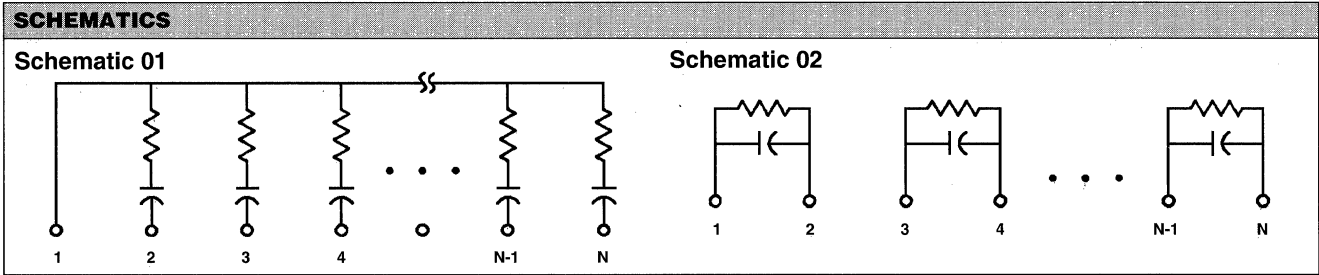 SCHEMATICS
Schematic 01
1 2 3 4 N-1 N
Schematic 02
1 2 3 4 N-1 N